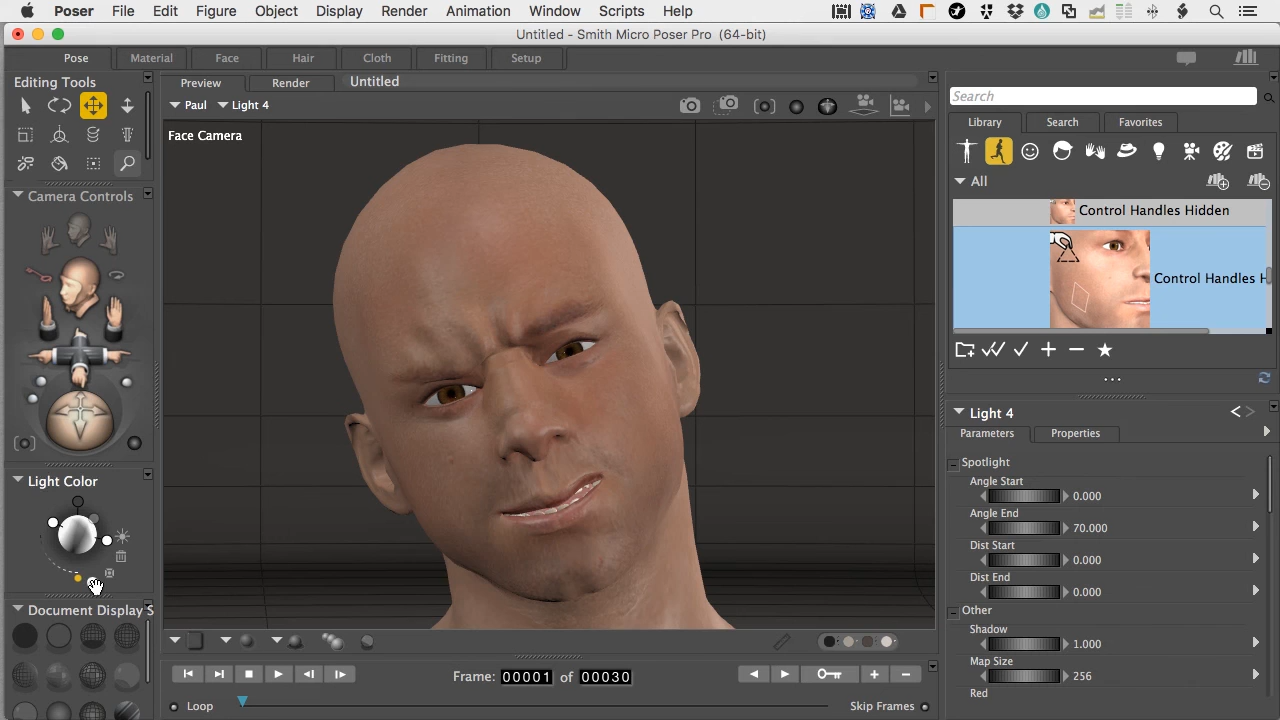 Poser File Edit Figure Object Display Render Animation Window Scripts Help
Untitled - Smith Micro Poser Pro (64-bit)
Pose Material Face Hair Cloth Fitting Setup
Editing Tools
Preview Render Untitled
Paul Light 4
Face Camera
Camera Controls
Light Color
Document Display S
Search
Library Search Favorites
All
Control Handles Hidden
Control Handles H
Light 4
Parameters Properties
Spotlight
Angle Start
0.000
Angle End
70.000
Dist Start
0.000
Dist End
0.000
Other
Shadow
1.000
Map Size
256
Red
Frame: 00001 of 00030
Loop
Skip Frames